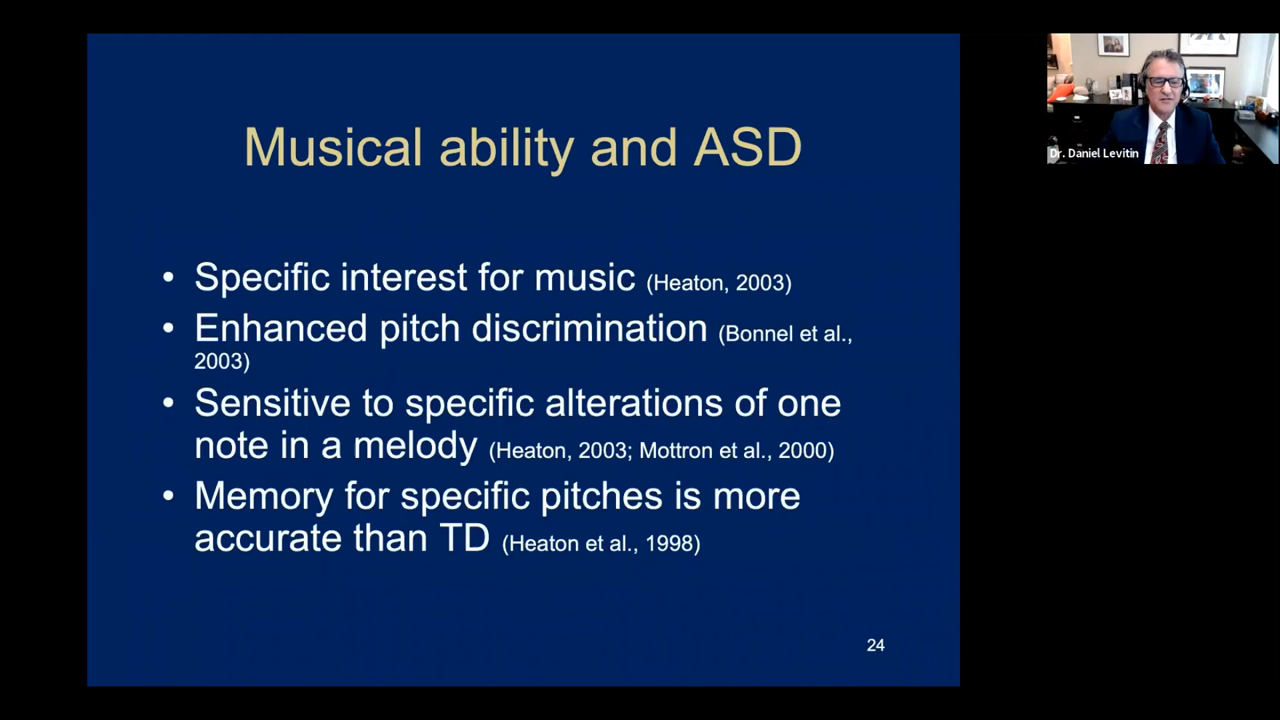 Musical ability and ASD
• Specific interest for music (Heaton, 2003)
• Enhanced pitch discrimination (Bonnel et al.,
2003)
• Sensitive to specific alterations of one
note in a melody (Heaton, 2003; Mottron et al., 2000)
• Memory for specific pitches is more
accurate than TD (Heaton et al., 1998)
24
Dr. Daniel Levitin